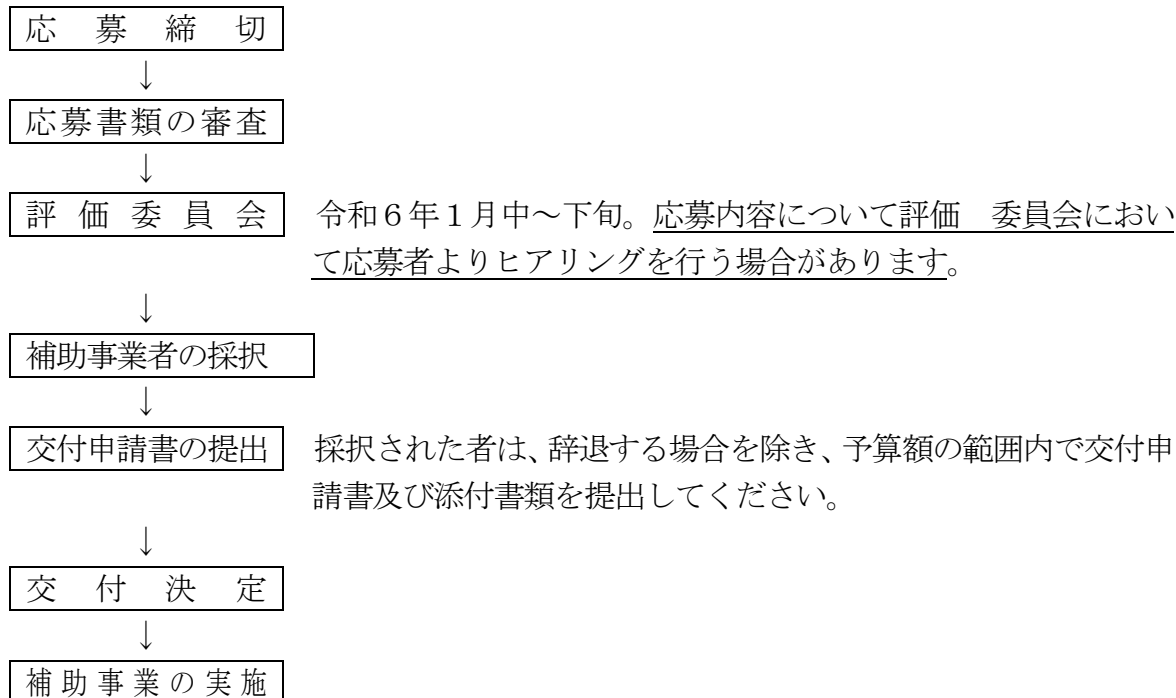 応 募 締 切
↓
応募書類の審査
↓
評 価 委 員 会 令和６年１月中～下旬。応募内容について評価 委員会におい
て応募者よりヒアリングを行う場合があります。
↓
補助事業者の採択
↓
交付申請書の提出 採択された者は、辞退する場合を除き、予算額の範囲内で交付申
請書及び添付書類を提出してください。
↓
交 付 決 定
↓
補 助 事 業 の 実 施